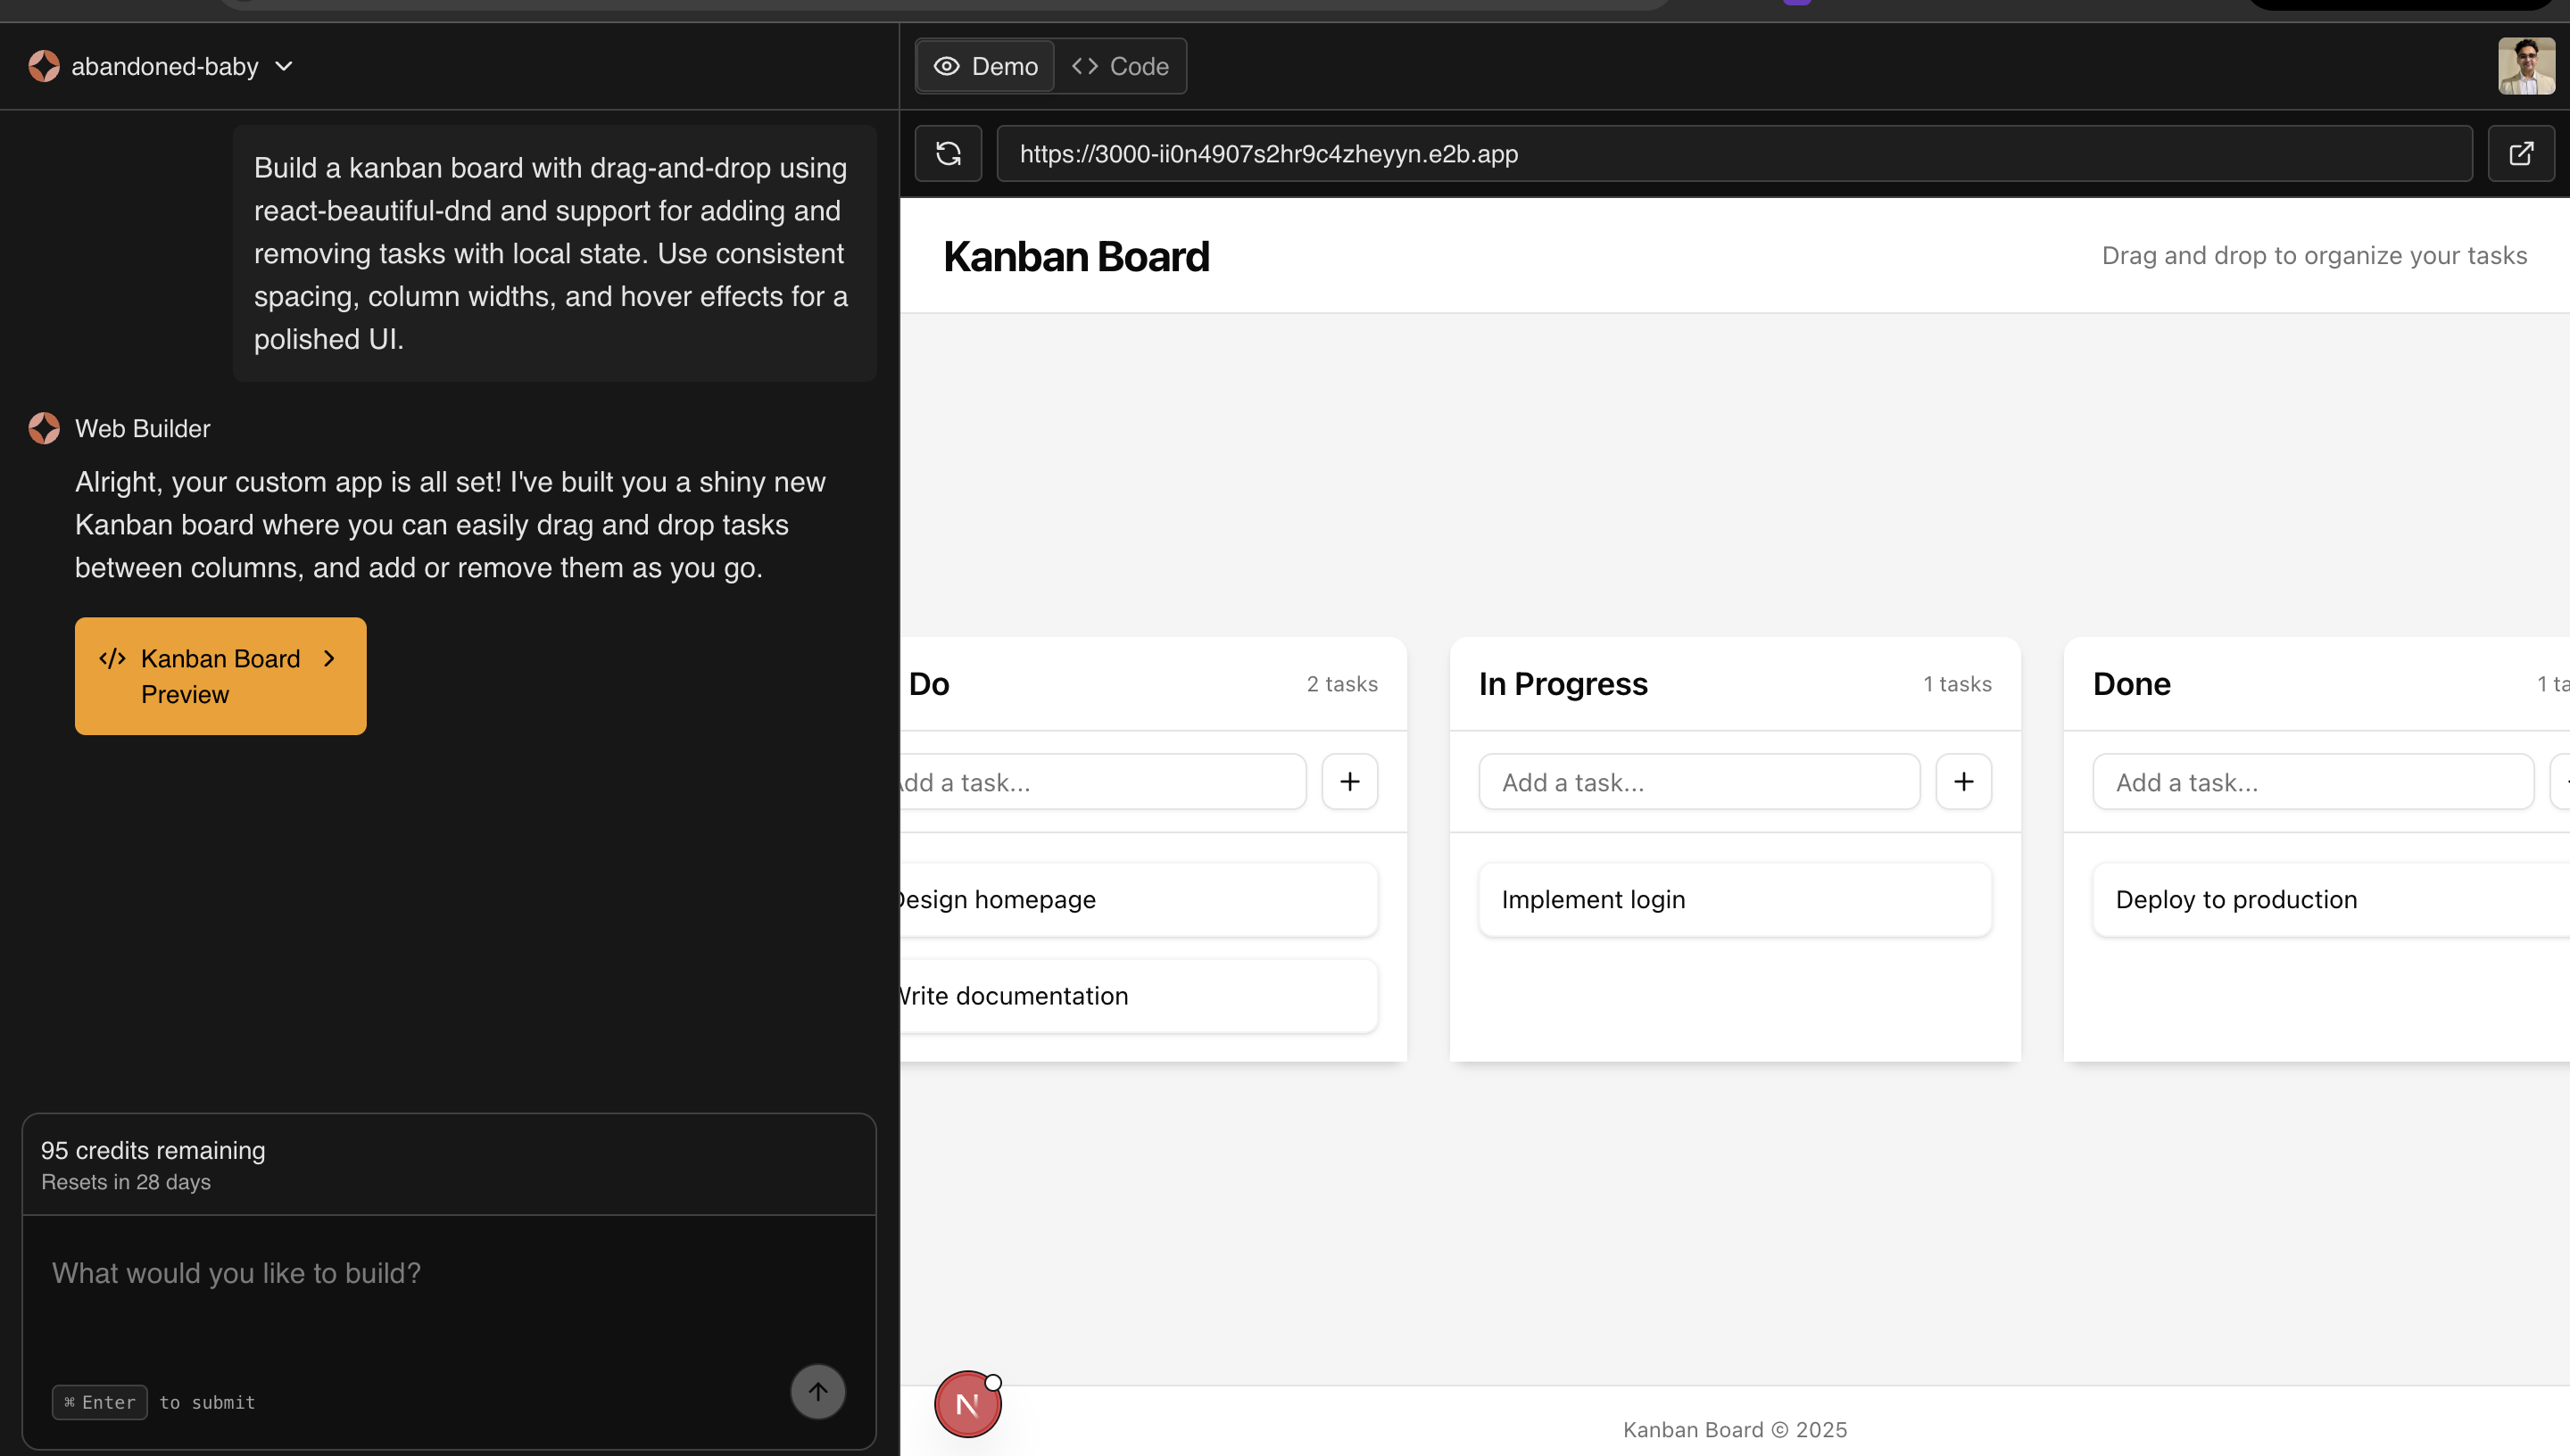 abandoned-baby
Demo
Code
https://3000-ii0n4907s2hr9c4zheyyn.e2b.app
Build a kanban board with drag-and-drop using
react-beautiful-dnd and support for adding and
removing tasks with local state. Use consistent
spacing, column widths, and hover effects for a
polished UI.
Web Builder
Alright, your custom app is all set! I've built you a shiny new
Kanban board where you can easily drag and drop tasks
between columns, and add or remove them as you go.
Kanban Board
Preview
95 credits remaining
Resets in 28 days
What would you like to build?
⌘ Enter to submit
Kanban Board
Drag and drop to organize your tasks
Do
2 tasks
Add a task...
Design homepage
Write documentation
In Progress
1 tasks
Add a task...
Implement login
Done
1 ta
Add a task...
Deploy to production
N
Kanban Board © 2025